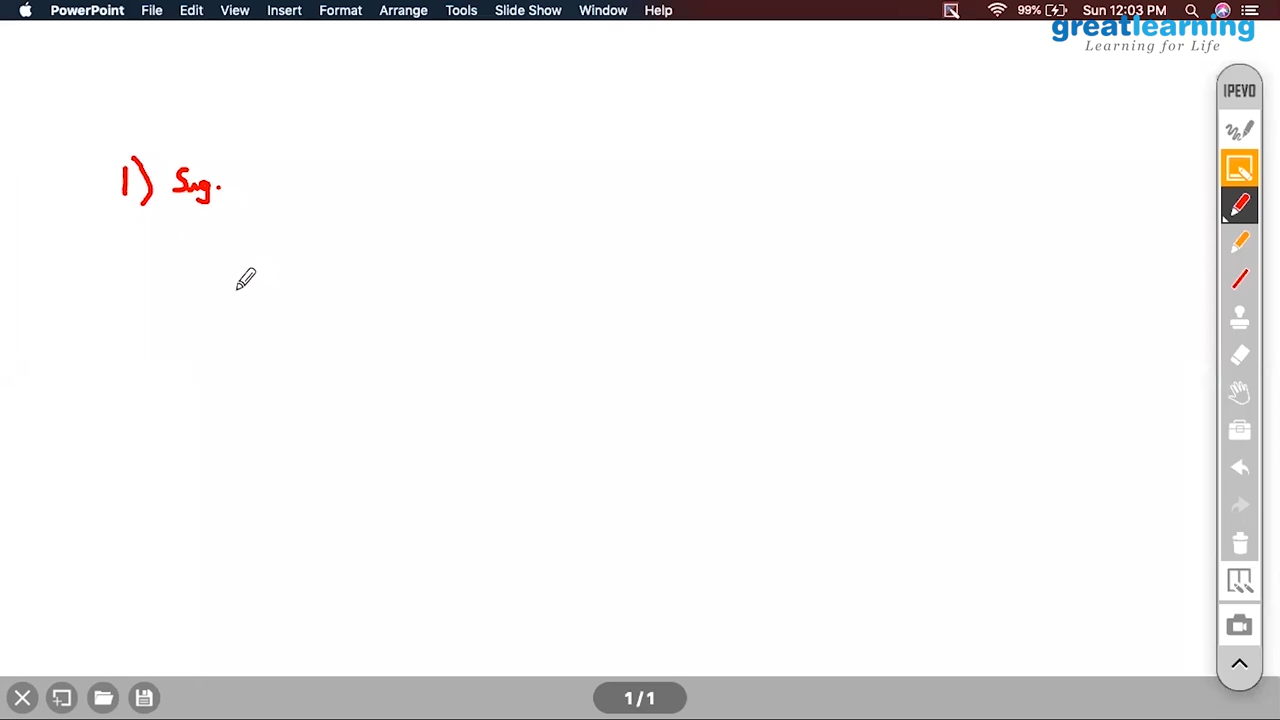 PowerPoint File Edit View Insert Format Arrange Tools Slide Show Window Help 99% Sun 12:03 PM
greatlearning
Learning for Life
IPEVO
1) Sng.
1/1